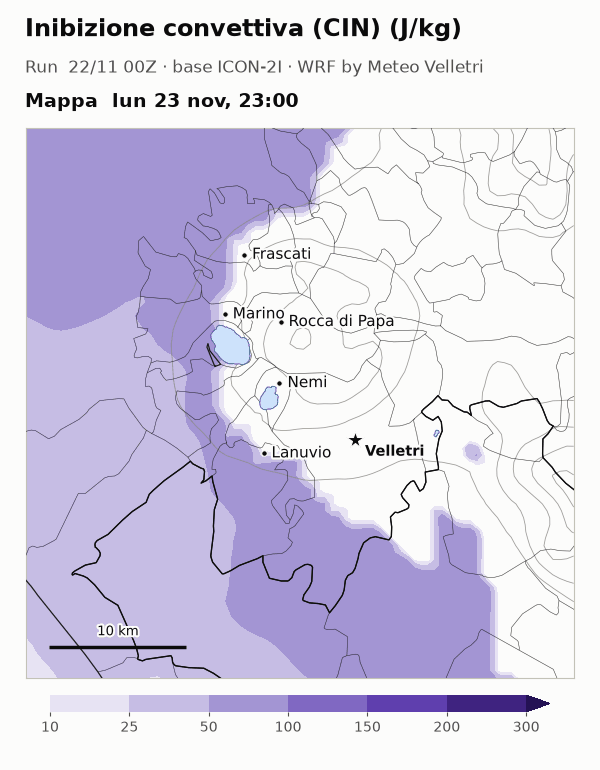 Inibizione convettiva (CIN) (J/kg)
Run  22/11 00Z · base ICON-2I · WRF by Meteo Velletri
Mappa  lun 23 nov, 23:00
Frascati
Marino
Rocca di Papa
Nemi
Velletri
Lanuvio
10 km
10 25 50 100 150 200 300